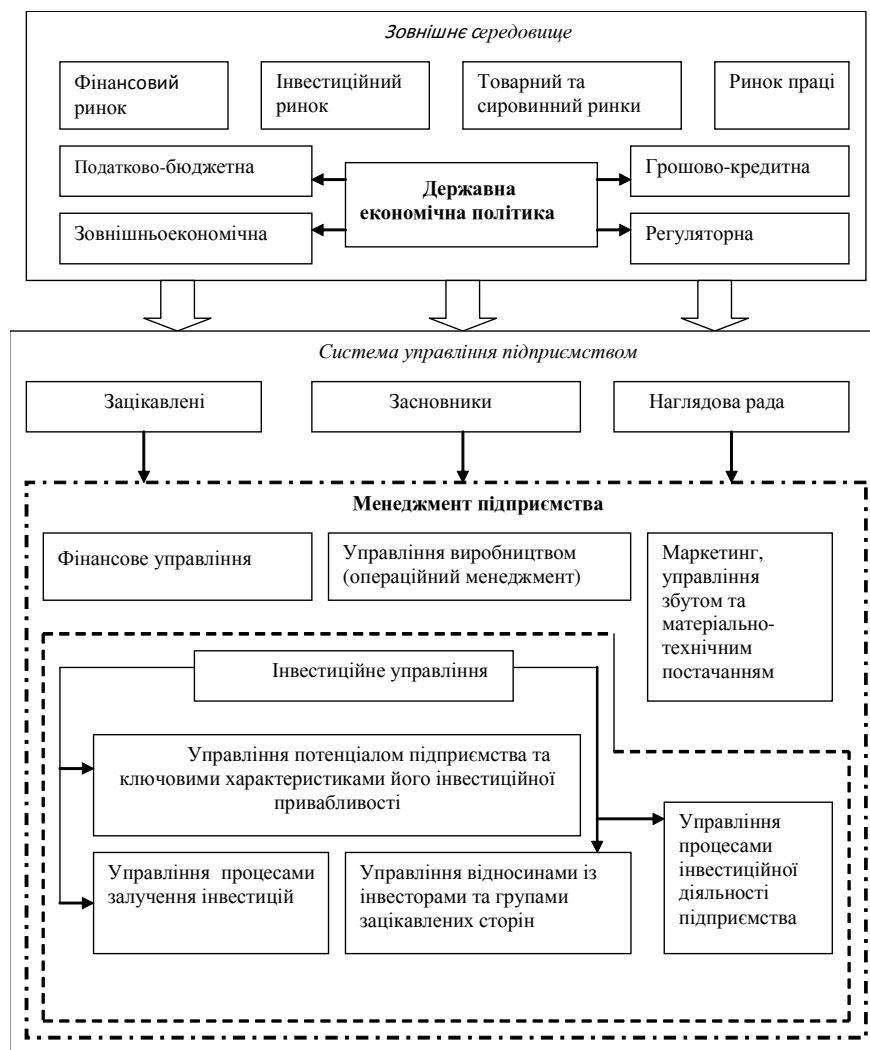 Зовнішнє середовище
Фінансовий
ринок
Інвестиційний
ринок
Товарний та
сировинний ринки
Ринок праці
Податково-бюджетна
Державна
економічна політика
Грошово-кредитна
Зовнішньоекономічна
Регуляторна
Система управління підприємством
Зацікавлені
Засновники
Наглядова рада
Менеджмент підприємства
Фінансове управління
Управління виробництвом
(операційний менеджмент)
Маркетинг,
управління
збутом та
матеріально-
технічним
постачанням
Інвестиційне управління
Управління потенціалом підприємства та
ключовими характеристиками його інвестиційної
привабливості
Управління процесами
залучення інвестицій
Управління відносинами із
інвесторами та групами
зацікавлених сторін
Управління
процесами
інвестиційної
діяльності
підприємства